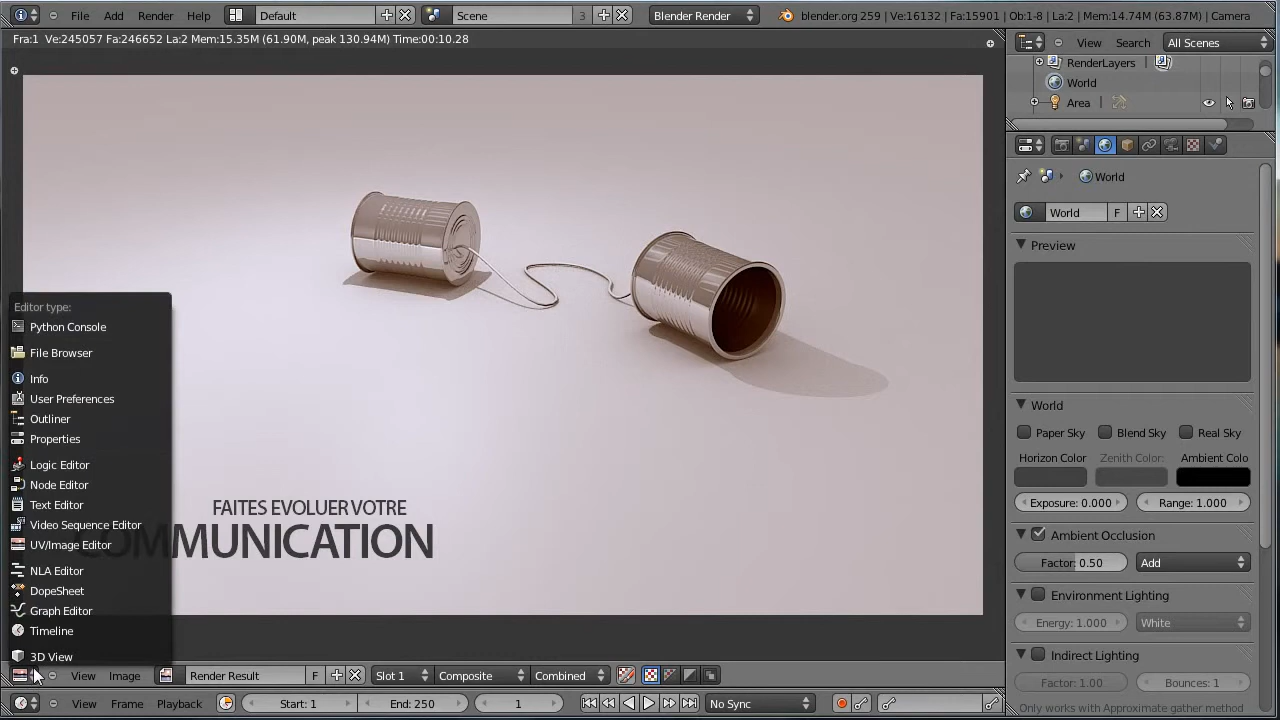 File Add Render Help Default Scene 3 Blender Render blender.org 259 | Ve:16132 | Fa:15901 | Ob:1-8 | La:2 | Mem:14.74M (63.87M) | Camera
Fra:1 Ve:245057 Fa:246652 La:2 Mem:15.35M (61.90M, peak 130.94M) Time:00:10.28
View Search All Scenes
RenderLayers |
World
Area |
World
World F
Preview
World
Paper Sky Blend Sky Real Sky
Horizon Color Zenith Color: Ambient Colo
Exposure: 0.000 Range: 1.000
Ambient Occlusion
Factor: 0.50 Add
Environment Lighting
Energy: 1.000 White
Indirect Lighting
Factor: 1.00 Bounces: 1
Only works with Approximate gather method
FAITES EVOLUER VOTRE
COMMUNICATION
Editor type:
Python Console
File Browser
Info
User Preferences
Outliner
Properties
Logic Editor
Node Editor
Text Editor
Video Sequence Editor
UV/Image Editor
NLA Editor
DopeSheet
Graph Editor
Timeline
3D View
View Image Render Result F Slot 1 Composite Combined
View Frame Playback Start: 1 End: 250 1 No Sync